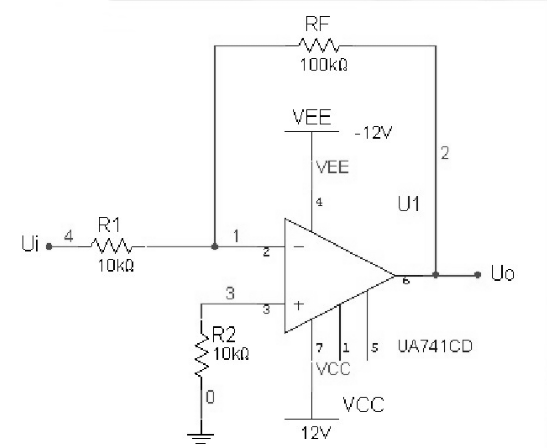 RF
100kΩ
VEE
-12V
VEE
2
4
U1
R1
4
Ui
10kΩ
1
2
−
6
Uo
3
3
+
R2
10kΩ
7
1
5
UA741CD
VCC
0
VCC
12V